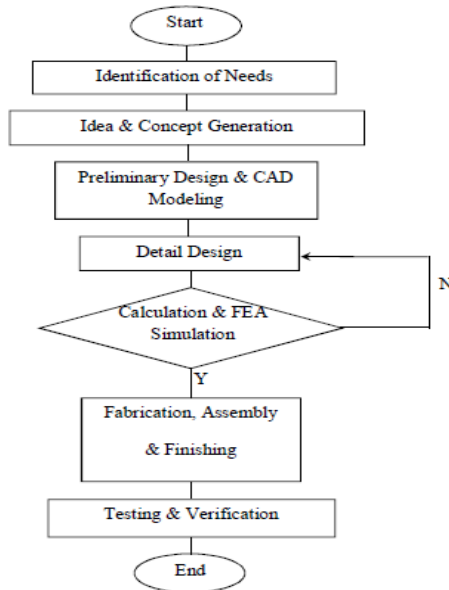 Start
Identification of Needs
Idea & Concept Generation
Preliminary Design & CAD
Modeling
Detail Design
N
Calculation & FEA
Simulation
Y
Fabrication, Assembly
& Finishing
Testing & Verification
End